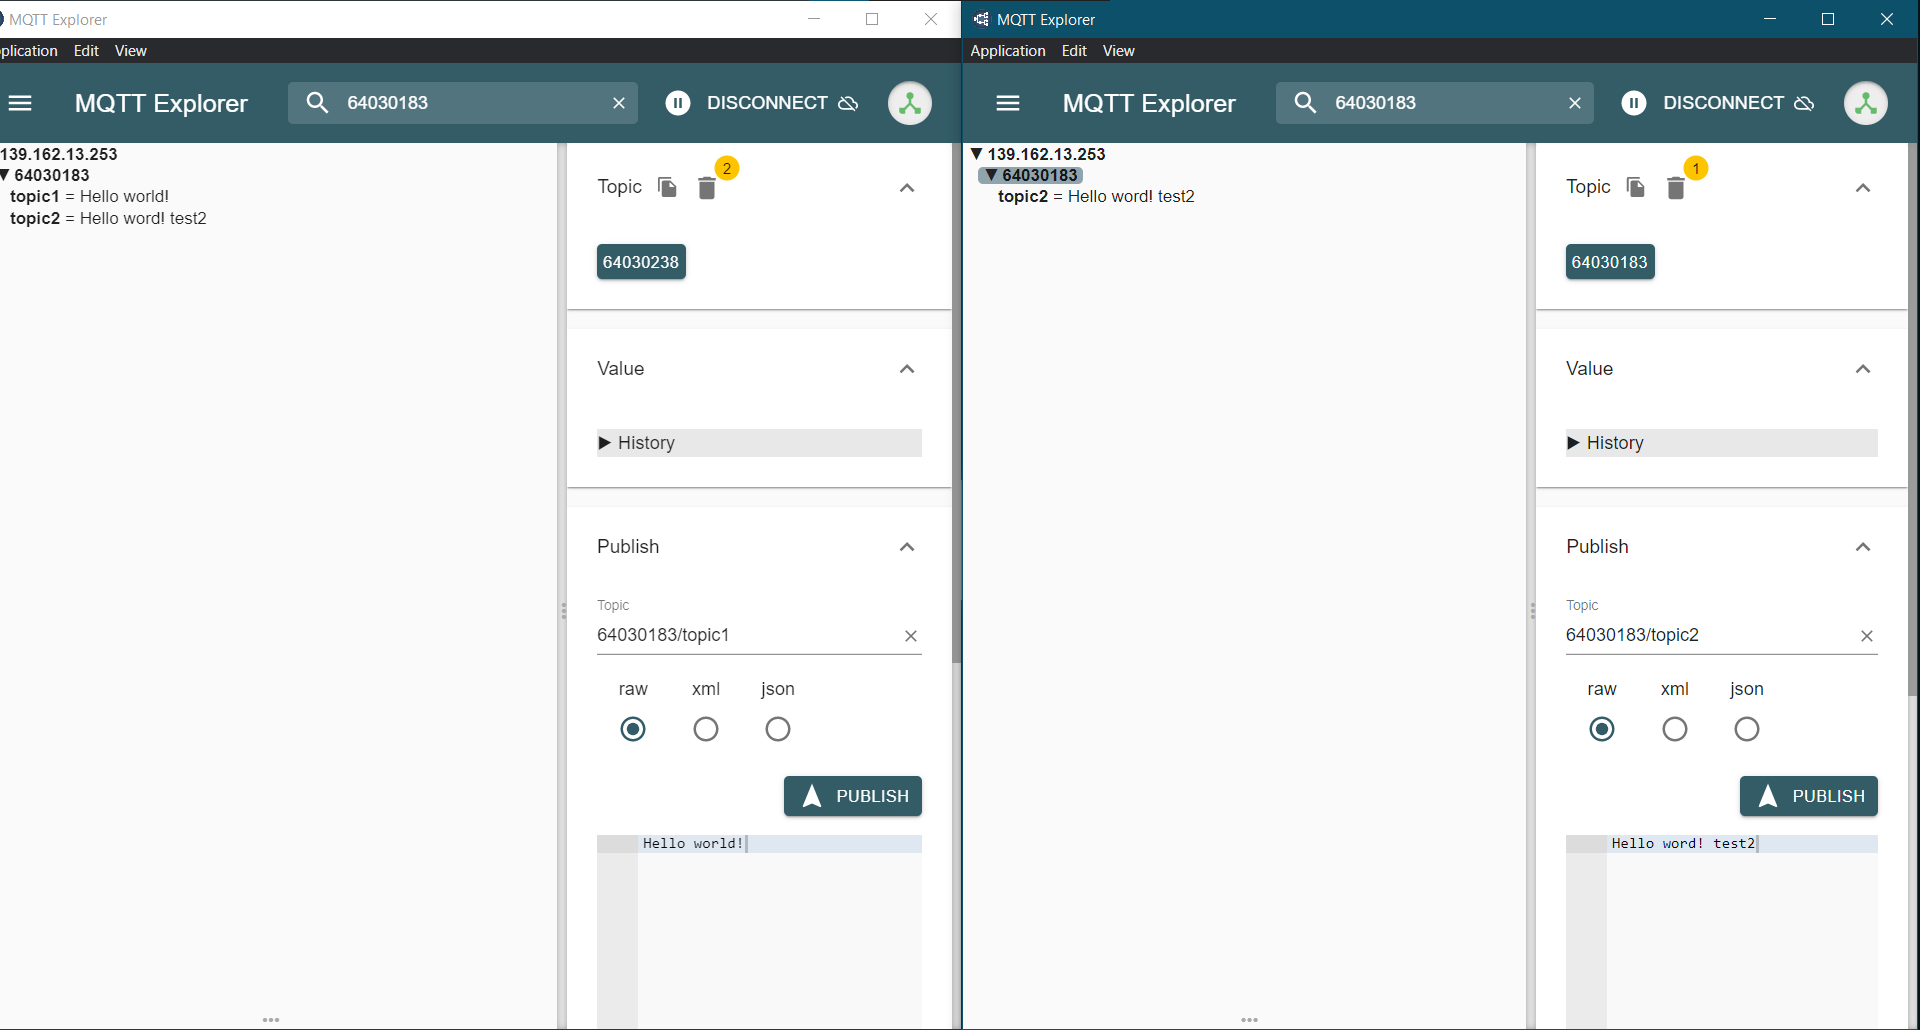 MQTT Explorer
plication Edit View
MQTT Explorer 64030183 DISCONNECT
139.162.13.253
64030183
topic1 = Hello world!
topic2 = Hello word! test2
Topic 2
64030238
Value
History
Publish
Topic
64030183/topic1
raw xml json
PUBLISH
Hello world!
MQTT Explorer
Application Edit View
MQTT Explorer 64030183 DISCONNECT
139.162.13.253
64030183
topic2 = Hello word! test2
Topic 1
64030183
Value
History
Publish
Topic
64030183/topic2
raw xml json
PUBLISH
Hello word! test2